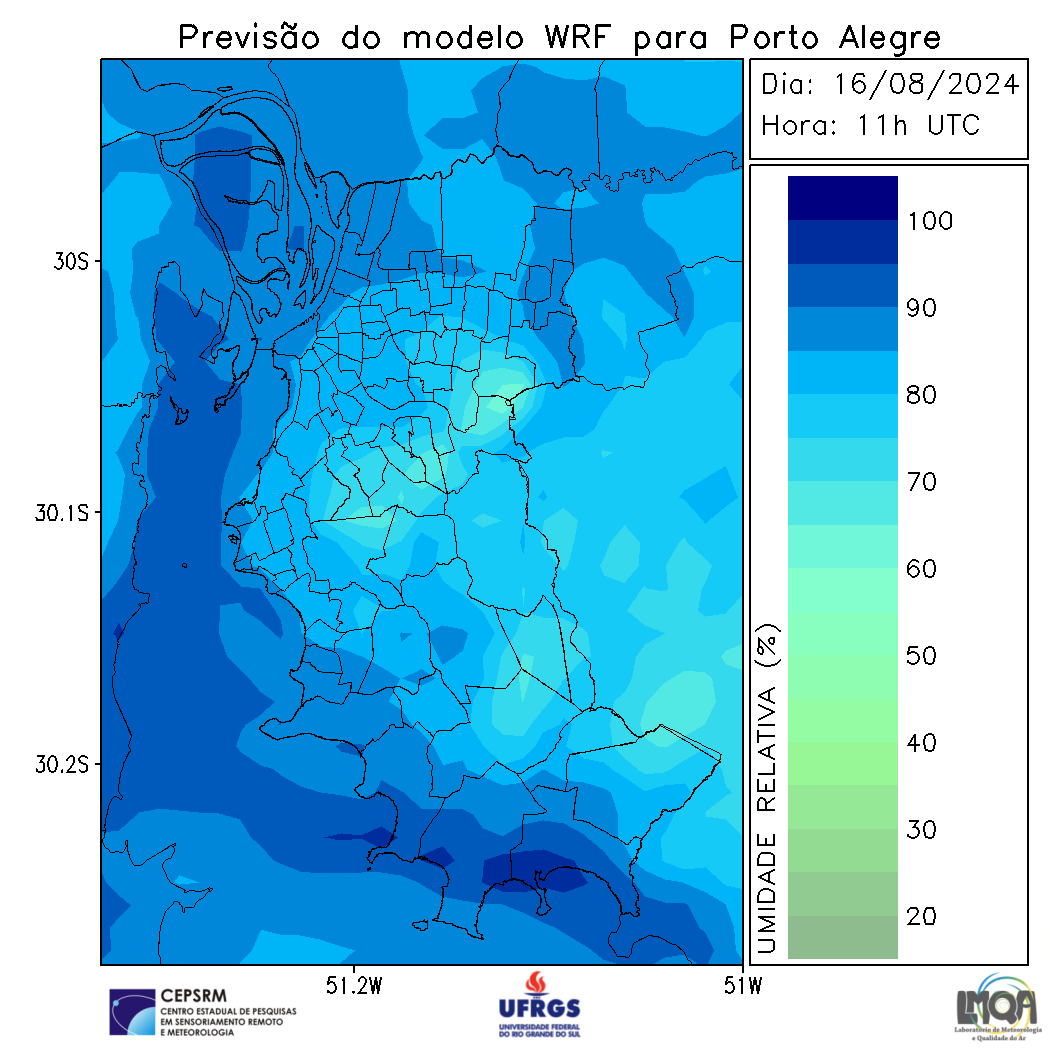 Previsão do modelo WRF para Porto Alegre
Dia: 16/08/2024
Hora: 11h UTC
30S
30.1S
30.2S
51.2W
51W
UMIDADE RELATIVA (%)
100
90
80
70
60
50
40
30
20
CEPSRM
CENTRO ESTADUAL DE PESQUISAS
EM SENSORIAMENTO REMOTO
E METEOROLOGIA
UFRGS
UNIVERSIDADE FEDERAL
DO RIO GRANDE DO SUL
LMQA
Laboratório de Meteorologia
e Qualidade do Ar